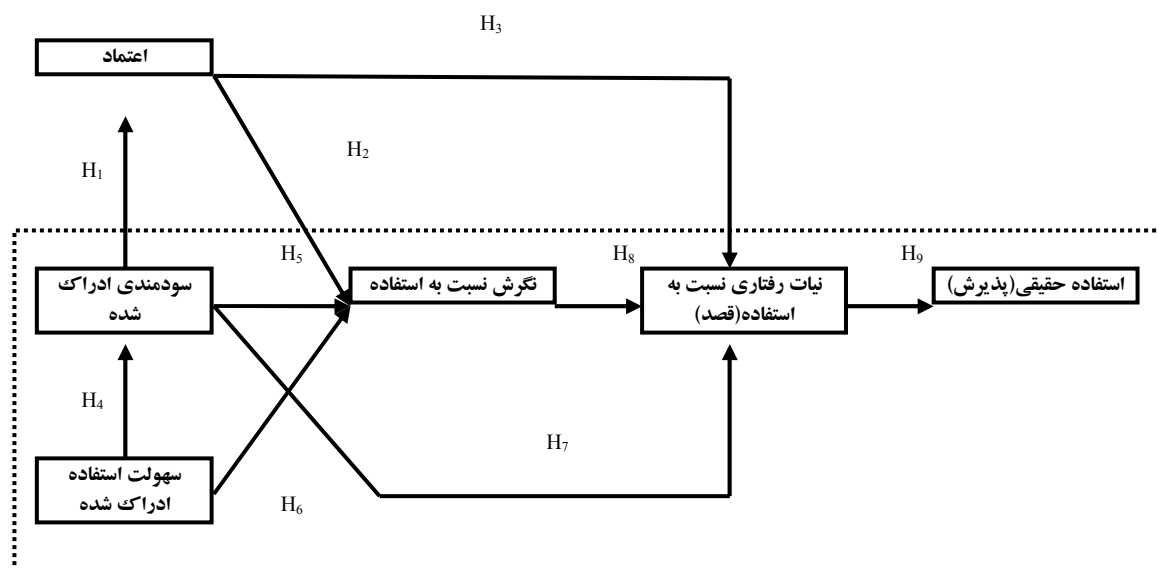 H₃
اعتماد
H₂
H₁
H₅
H₈
H₉
سودمندی ادراک
شده
نگرش نسبت به استفاده
نیات رفتاری نسبت به
استفاده(قصد)
استفاده حقیقی(پذیرش)
H₄
H₇
سهولت استفاده
ادراک شده
H₆